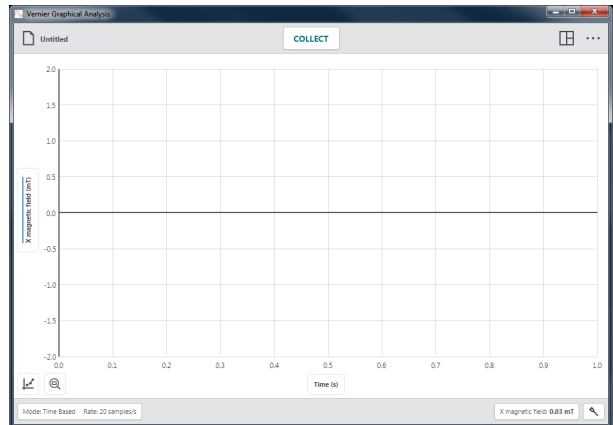 Vernier Graphical Analysis
Untitled
COLLECT
2.0
1.5
1.0
0.5
0.0
-0.5
-1.0
-1.5
-2.0
X magnetic field (mT)
0.0 0.1 0.2 0.3 0.4 0.5 0.6 0.7 0.8 0.9 1.0
Time (s)
Mode: Time Based Rate: 20 samples/s
X magnetic field: 0.03 mT